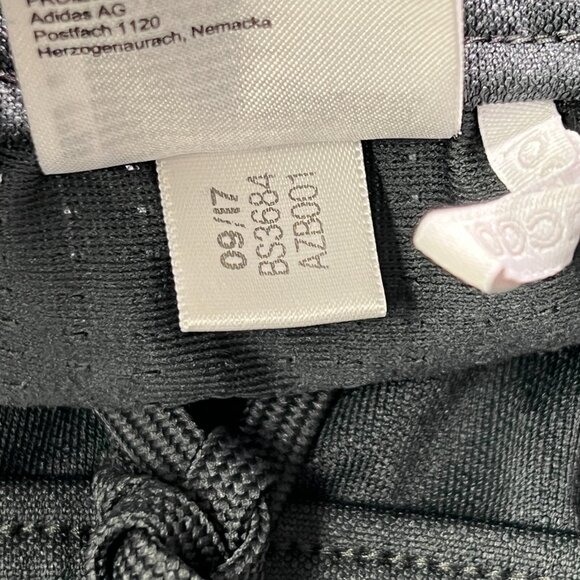 Adidas AG
Postfach 1120
Herzogenaurach, Nemacka
09/17
BS3684
AZB001